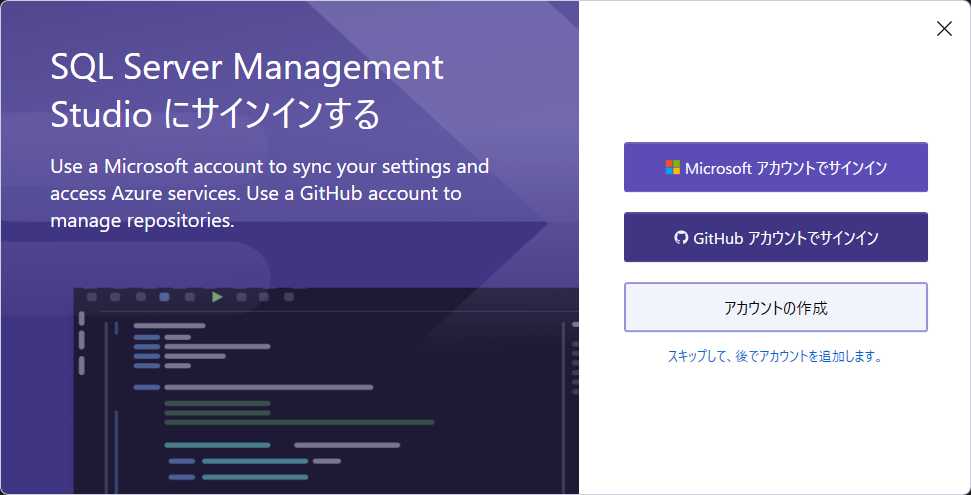 SQL Server Management
Studio にサインインする
Use a Microsoft account to sync your settings and
access Azure services. Use a GitHub account to
manage repositories.
Microsoft アカウントでサインイン
GitHub アカウントでサインイン
アカウントの作成
スキップして、後でアカウントを追加します。